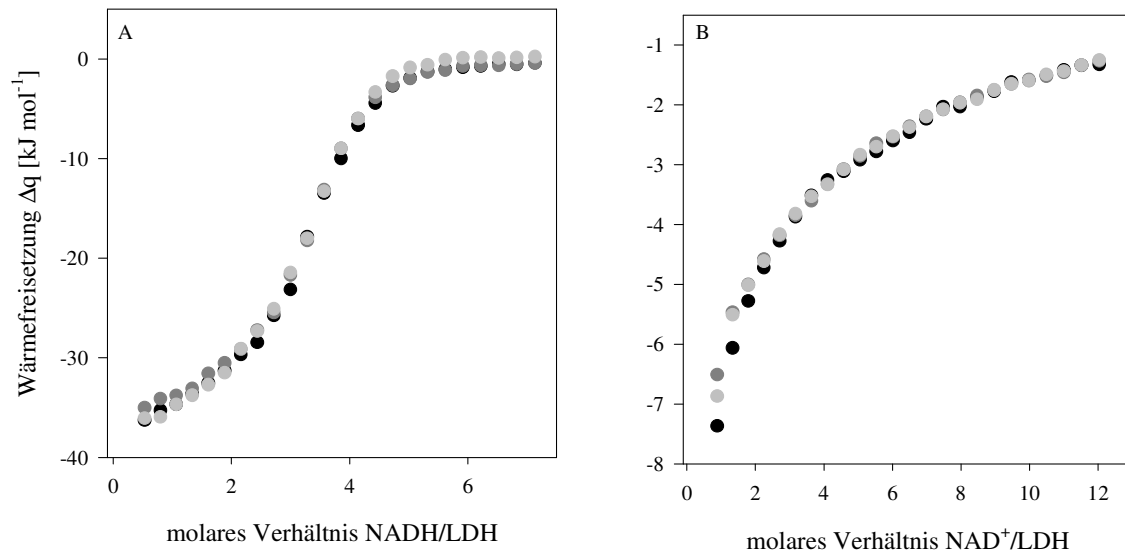 A
Wärmefreisetzung Δq [kJ mol⁻¹]
0
-10
-20
-30
-40
0 2 4 6
molares Verhältnis NADH/LDH
B
-1
-2
-3
-4
-5
-6
-7
-8
0 2 4 6 8 10 12
molares Verhältnis NAD⁺/LDH